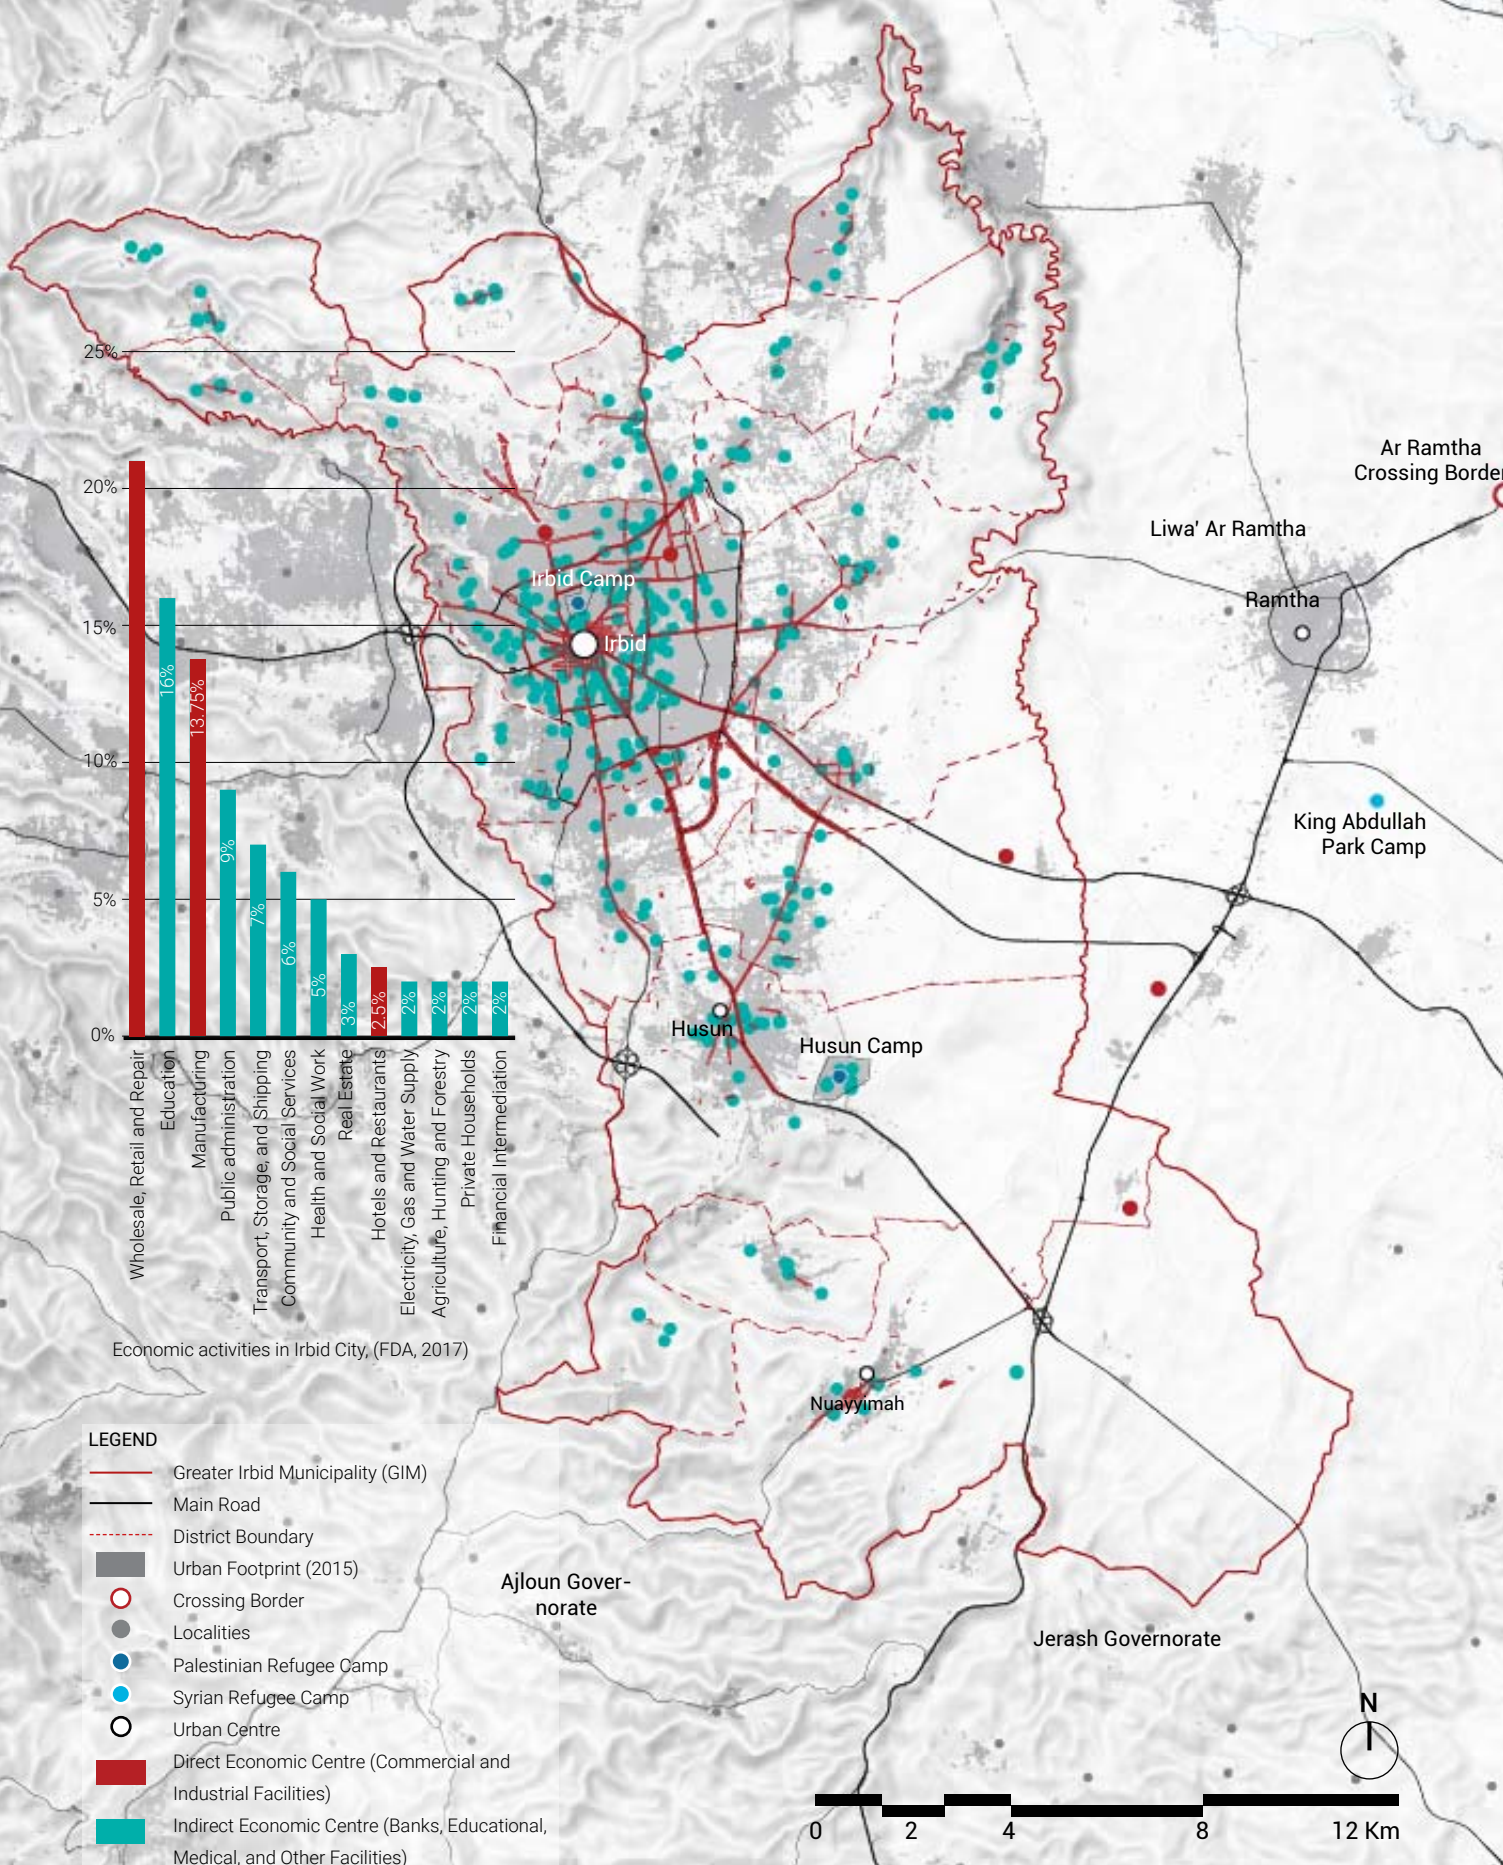 Ar Ramtha
Crossing Border
Liwa' Ar Ramtha
Ramtha
Irbid Camp
Irbid
King Abdullah
Park Camp
Husun
Husun Camp
Nuayyimah
Ajloun Gover-
norate
Jerash Governorate
25%
20%
15%
10%
5%
0%
16%
13.75%
9%
7%
6%
5%
3%
2.5%
2%
2%
2%
2%
Wholesale, Retail and Repair
Education
Manufacturing
Public administration
Transport, Storage, and Shipping
Community and Social Services
Health and Social Work
Real Estate
Hotels and Restaurants
Electricity, Gas and Water Supply
Agriculture, Hunting and Forestry
Private Households
Financial Intermediation
Economic activities in Irbid City, (FDA, 2017)
LEGEND
Greater Irbid Municipality (GIM)
Main Road
District Boundary
Urban Footprint (2015)
Crossing Border
Localities
Palestinian Refugee Camp
Syrian Refugee Camp
Urban Centre
Direct Economic Centre (Commercial and
Industrial Facilities)
Indirect Economic Centre (Banks, Educational,
Medical, and Other Facilities)
N
0 2 4 8 12 Km